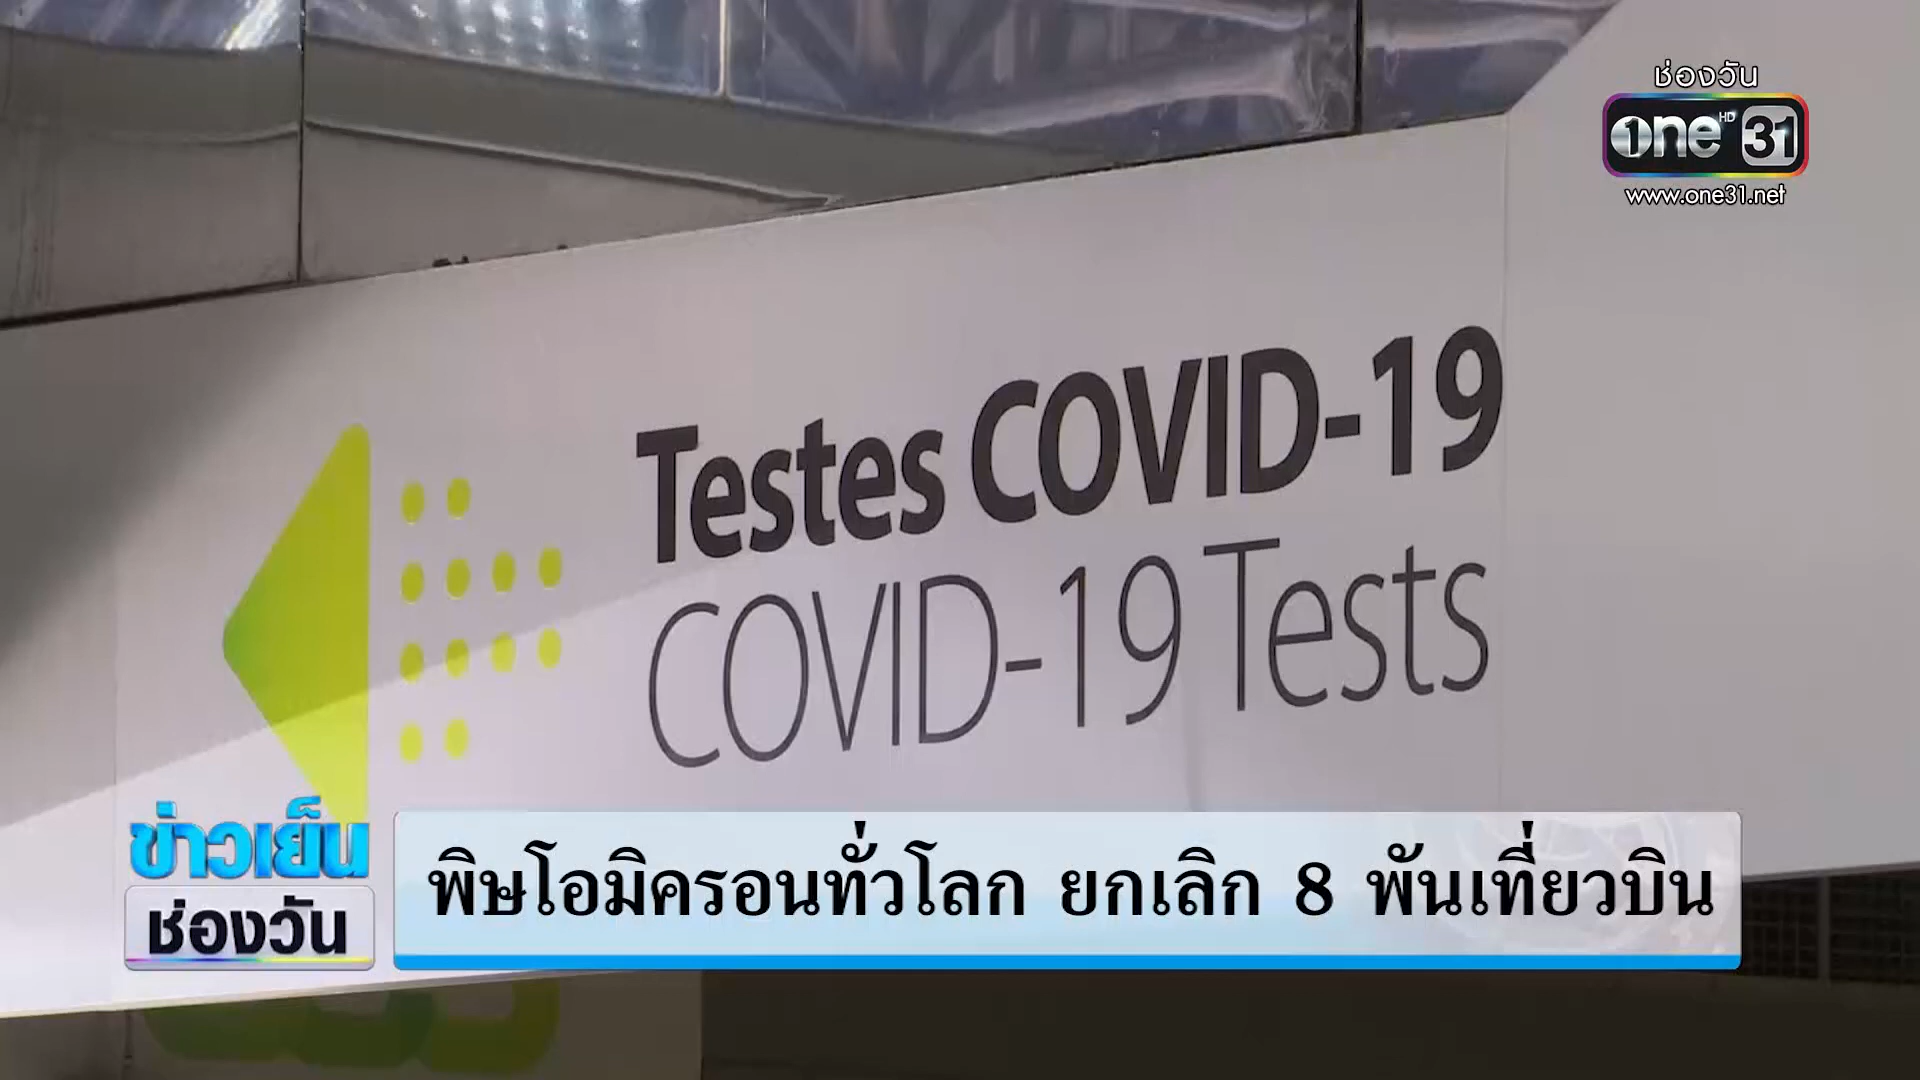 ช่องวัน
one HD 31
www.one31.net
Testes COVID-19
COVID-19 Tests
ข่าวเย็น
ช่องวัน
พิษโอมิครอนทั่วโลก ยกเลิก 8 พันเที่ยวบิน